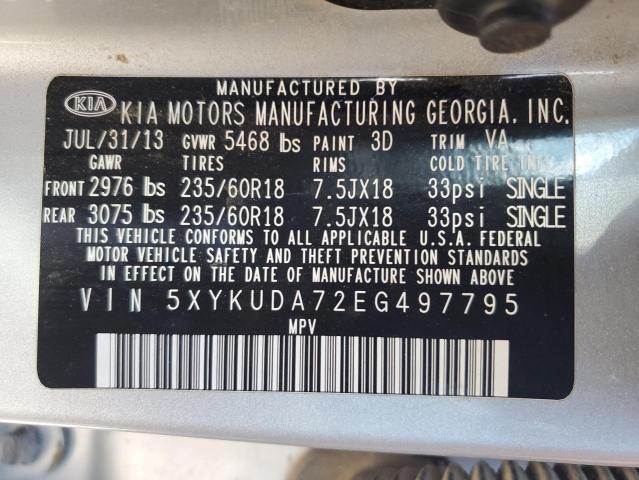 MANUFACTURED BY
KIA KIA MOTORS MANUFACTURING GEORGIA, INC.
JUL/31/13 GVWR 5468 lbs PAINT 3D TRIM VA
GAWR TIRES RIMS COLD TIRE INFL
FRONT 2976 lbs 235/60R18 7.5JX18 33psi SINGLE
REAR 3075 lbs 235/60R18 7.5JX18 33psi SINGLE
THIS VEHICLE CONFORMS TO ALL APPLICABLE U.S.A. FEDERAL
MOTOR VEHICLE SAFETY AND THEFT PREVENTION STANDARDS
IN EFFECT ON THE DATE OF MANUFACTURE SHOWN ABOVE.
VIN 5XYKUDA72EG497795
MPV